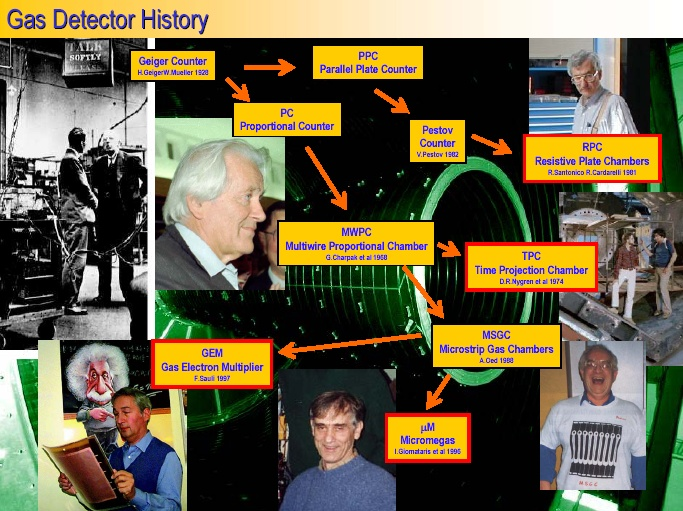 Gas Detector History
TALK
SOFTLY
PLEASE
Geiger Counter
H.GeigerW.Mueller 1928
PPC
Parallel Plate Counter
PC
Proportional Counter
Pestov
Counter
V.Pestov 1982
RPC
Resistive Plate Chambers
R.Santonico R.Cardarelli 1981
MWPC
Multiwire Proportional Chamber
G.Charpak et al 1968
TPC
Time Projection Chamber
D.R.Nygren et al 1974
MSGC
Microstrip Gas Chambers
A.Oed 1988
GEM
Gas Electron Multiplier
F.Sauli 1997
µM
Micromegas
I.Giomataris et al 1996
MSGC